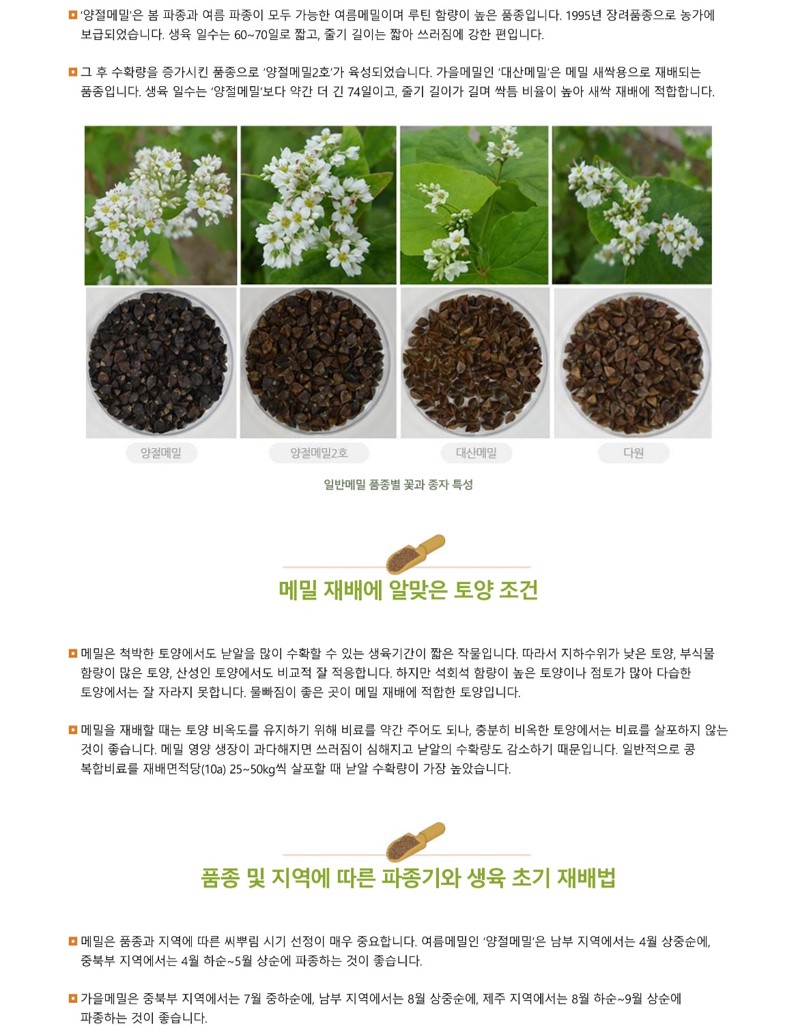 '양절메밀'은 봄 파종과 여름 파종이 모두 가능한 여름메밀이며 루틴 함량이 높은 품종입니다. 1995년 장려품종으로 농가에
보급되었습니다. 생육 일수는 60~70일로 짧고, 줄기 길이는 짧아 쓰러짐에 강한 편입니다.
그 후 수확량을 증가시킨 품종으로 '양절메밀2호'가 육성되었습니다. 가을메밀인 '대산메밀'은 메밀 새싹용으로 재배되는
품종입니다. 생육 일수는 '양절메밀'보다 약간 더 긴 74일이고, 줄기 길이가 길며 싹틈 비율이 높아 새싹 재배에 적합합니다.
양절메밀
양절메밀2호
대산메밀
다원
일반메밀 품종별 꽃과 종자 특성
메밀 재배에 알맞은 토양 조건
메밀은 척박한 토양에서도 낟알을 많이 수확할 수 있는 생육기간이 짧은 작물입니다. 따라서 지하수위가 낮은 토양, 부식물
함량이 많은 토양, 산성인 토양에서도 비교적 잘 적응합니다. 하지만 석회석 함량이 높은 토양이나 점토가 많아 다습한
토양에서는 잘 자라지 못합니다. 물빠짐이 좋은 곳이 메밀 재배에 적합한 토양입니다.
메밀을 재배할 때는 토양 비옥도를 유지하기 위해 비료를 약간 주어도 되나, 충분히 비옥한 토양에서는 비료를 살포하지 않는
것이 좋습니다. 메밀 영양 생장이 과다해지면 쓰러짐이 심해지고 낟알의 수확량도 감소하기 때문입니다. 일반적으로 콩
복합비료를 재배면적당(10a) 25~50kg씩 살포할 때 낟알 수확량이 가장 높았습니다.
품종 및 지역에 따른 파종기와 생육 초기 재배법
메밀은 품종과 지역에 따른 씨뿌림 시기 선정이 매우 중요합니다. 여름메밀인 '양절메밀'은 남부 지역에서는 4월 상중순에,
중북부 지역에서는 4월 하순~5월 상순에 파종하는 것이 좋습니다.
가을메밀은 중북부 지역에서는 7월 중하순에, 남부 지역에서는 8월 상중순에, 제주 지역에서는 8월 하순~9월 상순에
파종하는 것이 좋습니다.